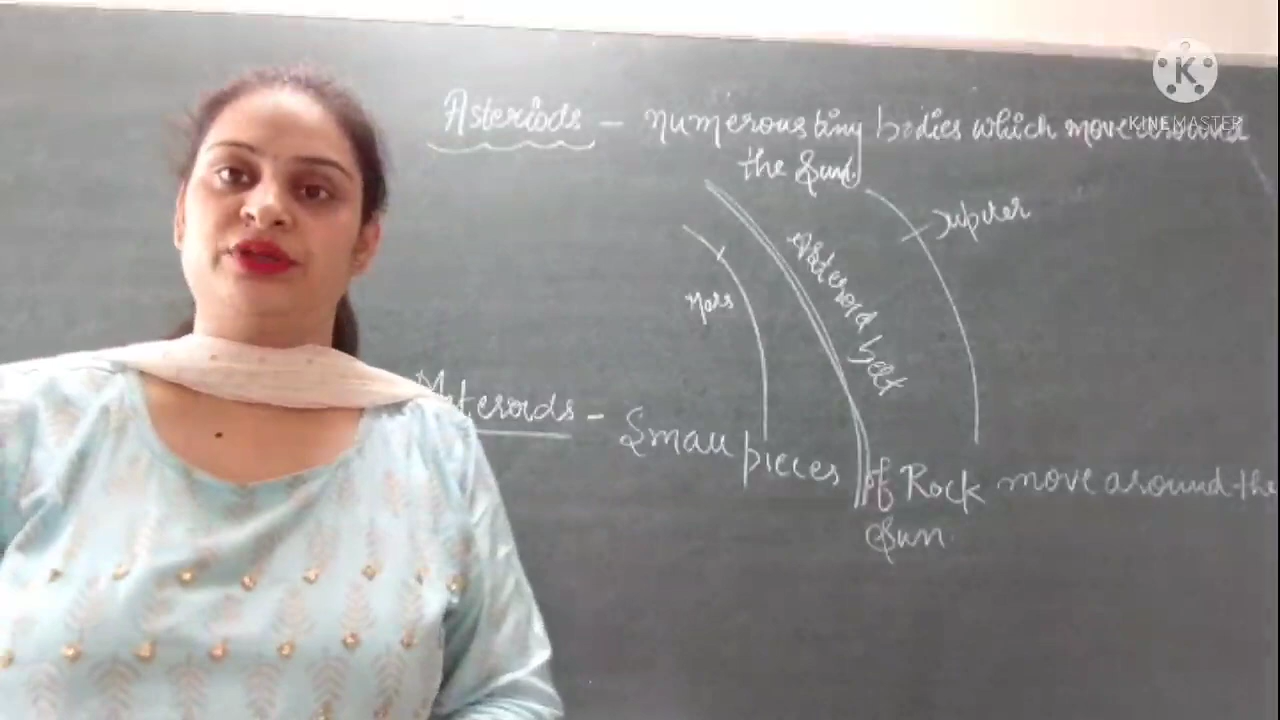 Asteriods - numerous tiny bodies which move around
the Sun.
KINEMASTER
Jupiter
Mars
Asteroid belt
Meteroids - Small pieces of Rock move around the
Sun.